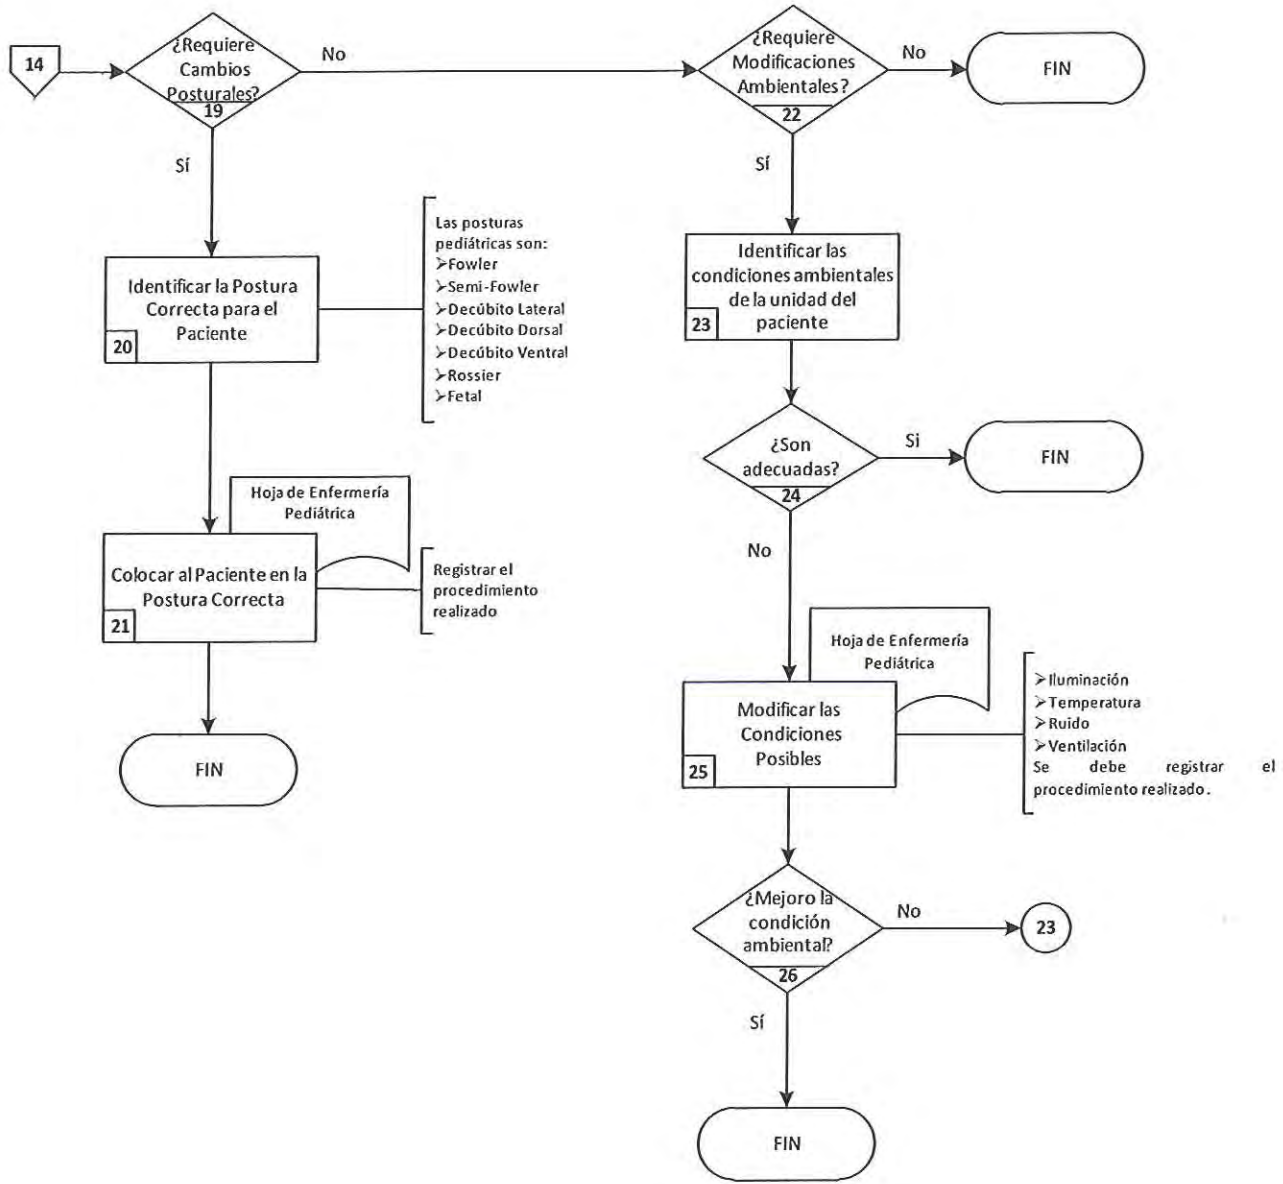 14
¿Requiere
Cambios
Posturales?
19
No
¿Requiere
Modificaciones
Ambientales?
22
No
FIN
Sí
Sí
Identificar la Postura
Correcta para el
Paciente
20
Las posturas
pediátricas son:
➢Fowler
➢Semi-Fowler
➢Decúbito Lateral
➢Decúbito Dorsal
➢Decúbito Ventral
➢Rossier
➢Fetal
Identificar las
condiciones ambientales
de la unidad del
paciente
23
¿Son
adecuadas?
24
Si
FIN
No
Hoja de Enfermería
Pediátrica
Colocar al Paciente en la
Postura Correcta
21
Registrar el
procedimiento
realizado
FIN
Hoja de Enfermería
Pediátrica
Modificar las
Condiciones
Posibles
25
➢Iluminación
➢Temperatura
➢Ruido
➢Ventilación
Se debe registrar el
procedimiento realizado.
¿Mejoro la
condición
ambiental?
26
No
23
Sí
FIN